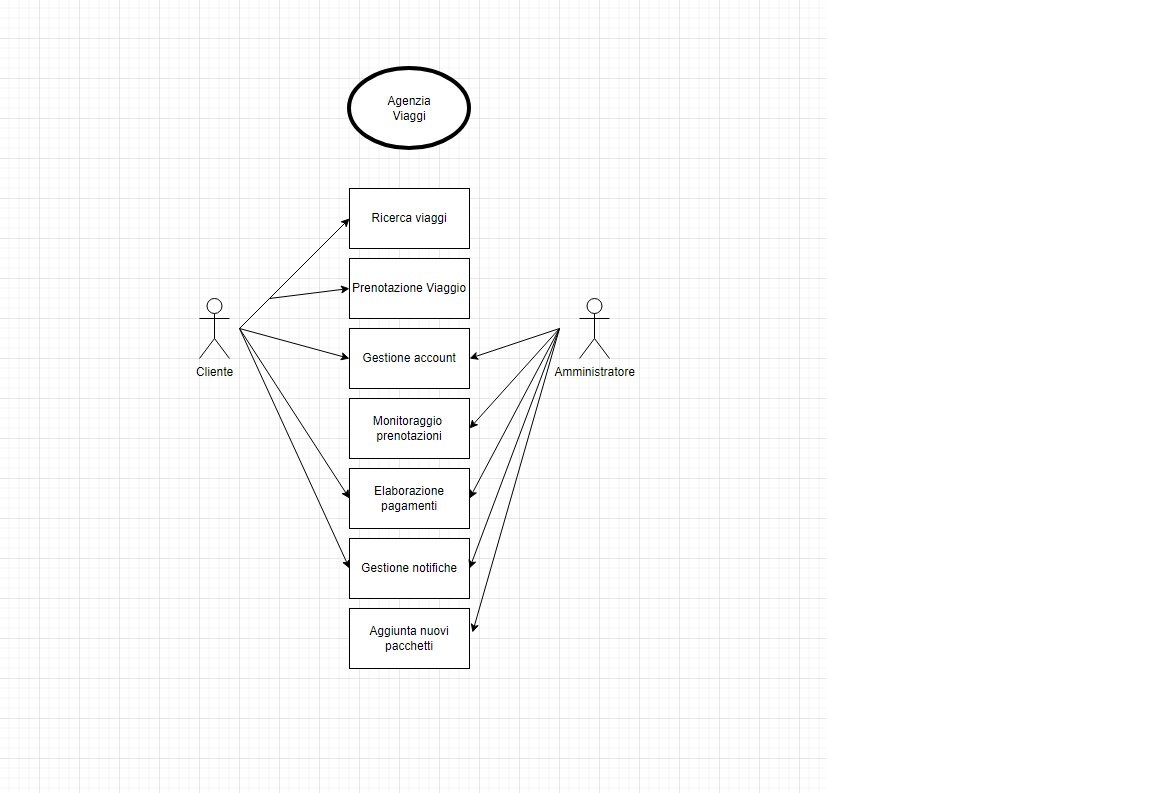 Agenzia
Viaggi
Ricerca viaggi
Prenotazione Viaggio
Cliente
Gestione account
Amministratore
Monitoraggio
prenotazioni
Elaborazione
pagamenti
Gestione notifiche
Aggiunta nuovi
pacchetti